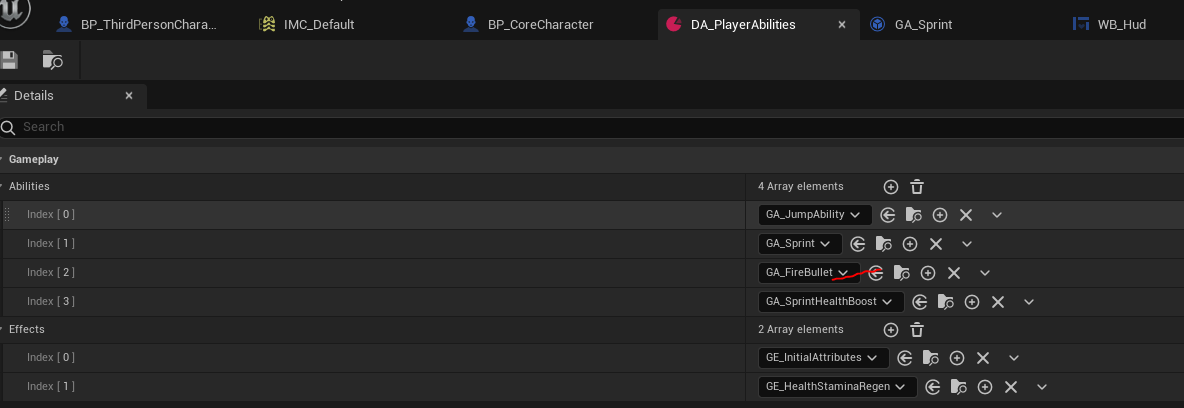 BP_ThirdPersonChara...
IMC_Default
BP_CoreCharacter
DA_PlayerAbilities
GA_Sprint
WB_Hud
Details
Search
Gameplay
Abilities
4 Array elements
Index [ 0 ]
GA_JumpAbility
Index [ 1 ]
GA_Sprint
Index [ 2 ]
GA_FireBullet
Index [ 3 ]
GA_SprintHealthBoost
Effects
2 Array elements
Index [ 0 ]
GE_InitialAttributes
Index [ 1 ]
GE_HealthStaminaRegen